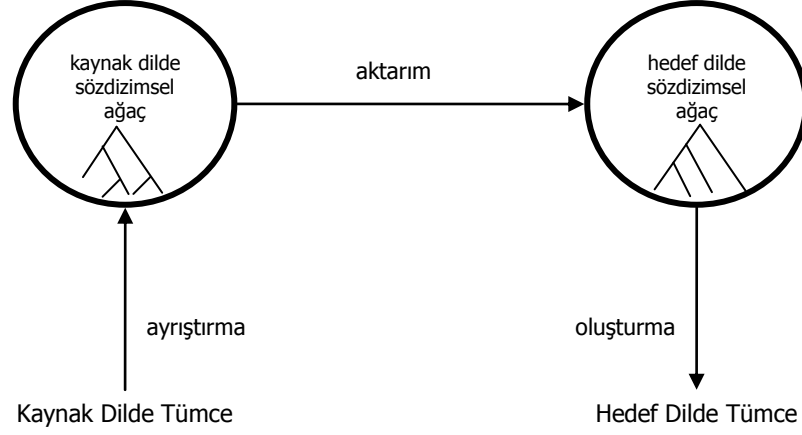 kaynak dilde
sözdizimsel
ağaç
aktarım
hedef dilde
sözdizimsel
ağaç
ayrıştırma
oluşturma
Kaynak Dilde Tümce
Hedef Dilde Tümce